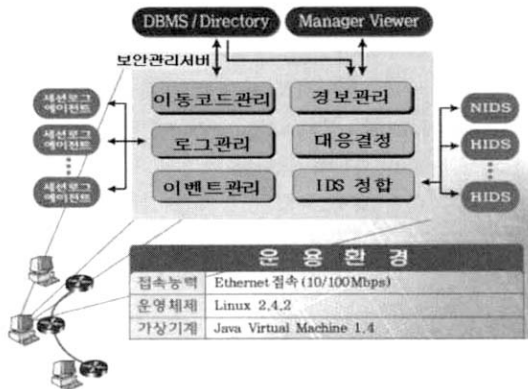 DBMS / Directory
Manager Viewer
보안관리서버
이동코드관리
경보관리
세션로그
에이전트
NIDS
로그관리
대응결정
세션로그
에이전트
HIDS
이벤트관리
IDS 정합
세션로그
에이전트
HIDS
운 용 환 경
접속능력 Ethernet 접속 (10/100Mbps)
운영체제 Linux 2.4.2
가상기계 Java Virtual Machine 1.4